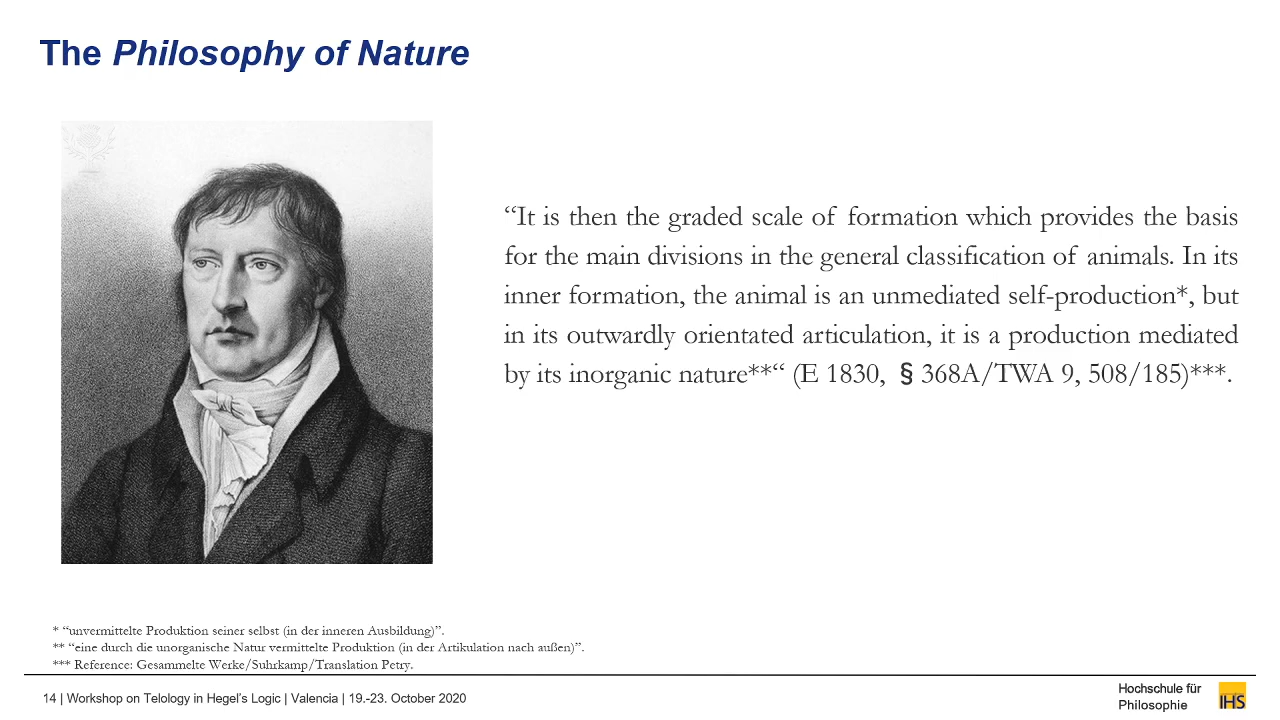 The Philosophy of Nature
“It is then the graded scale of formation which provides the basis
for the main divisions in the general classification of animals. In its
inner formation, the animal is an unmediated self-production*, but
in its outwardly orientated articulation, it is a production mediated
by its inorganic nature**“ (E 1830, § 368A/TWA 9, 508/185)***.
* “unvermittelte Produktion seiner selbst (in der inneren Ausbildung)”.
** “eine durch die unorganische Natur vermittelte Produktion (in der Artikulation nach außen)”.
*** Reference: Gesammelte Werke/Suhrkamp/Translation Petry.
14 | Workshop on Telology in Hegel’s Logic | Valencia | 19.-23. October 2020
Hochschule für
Philosophie
IHS